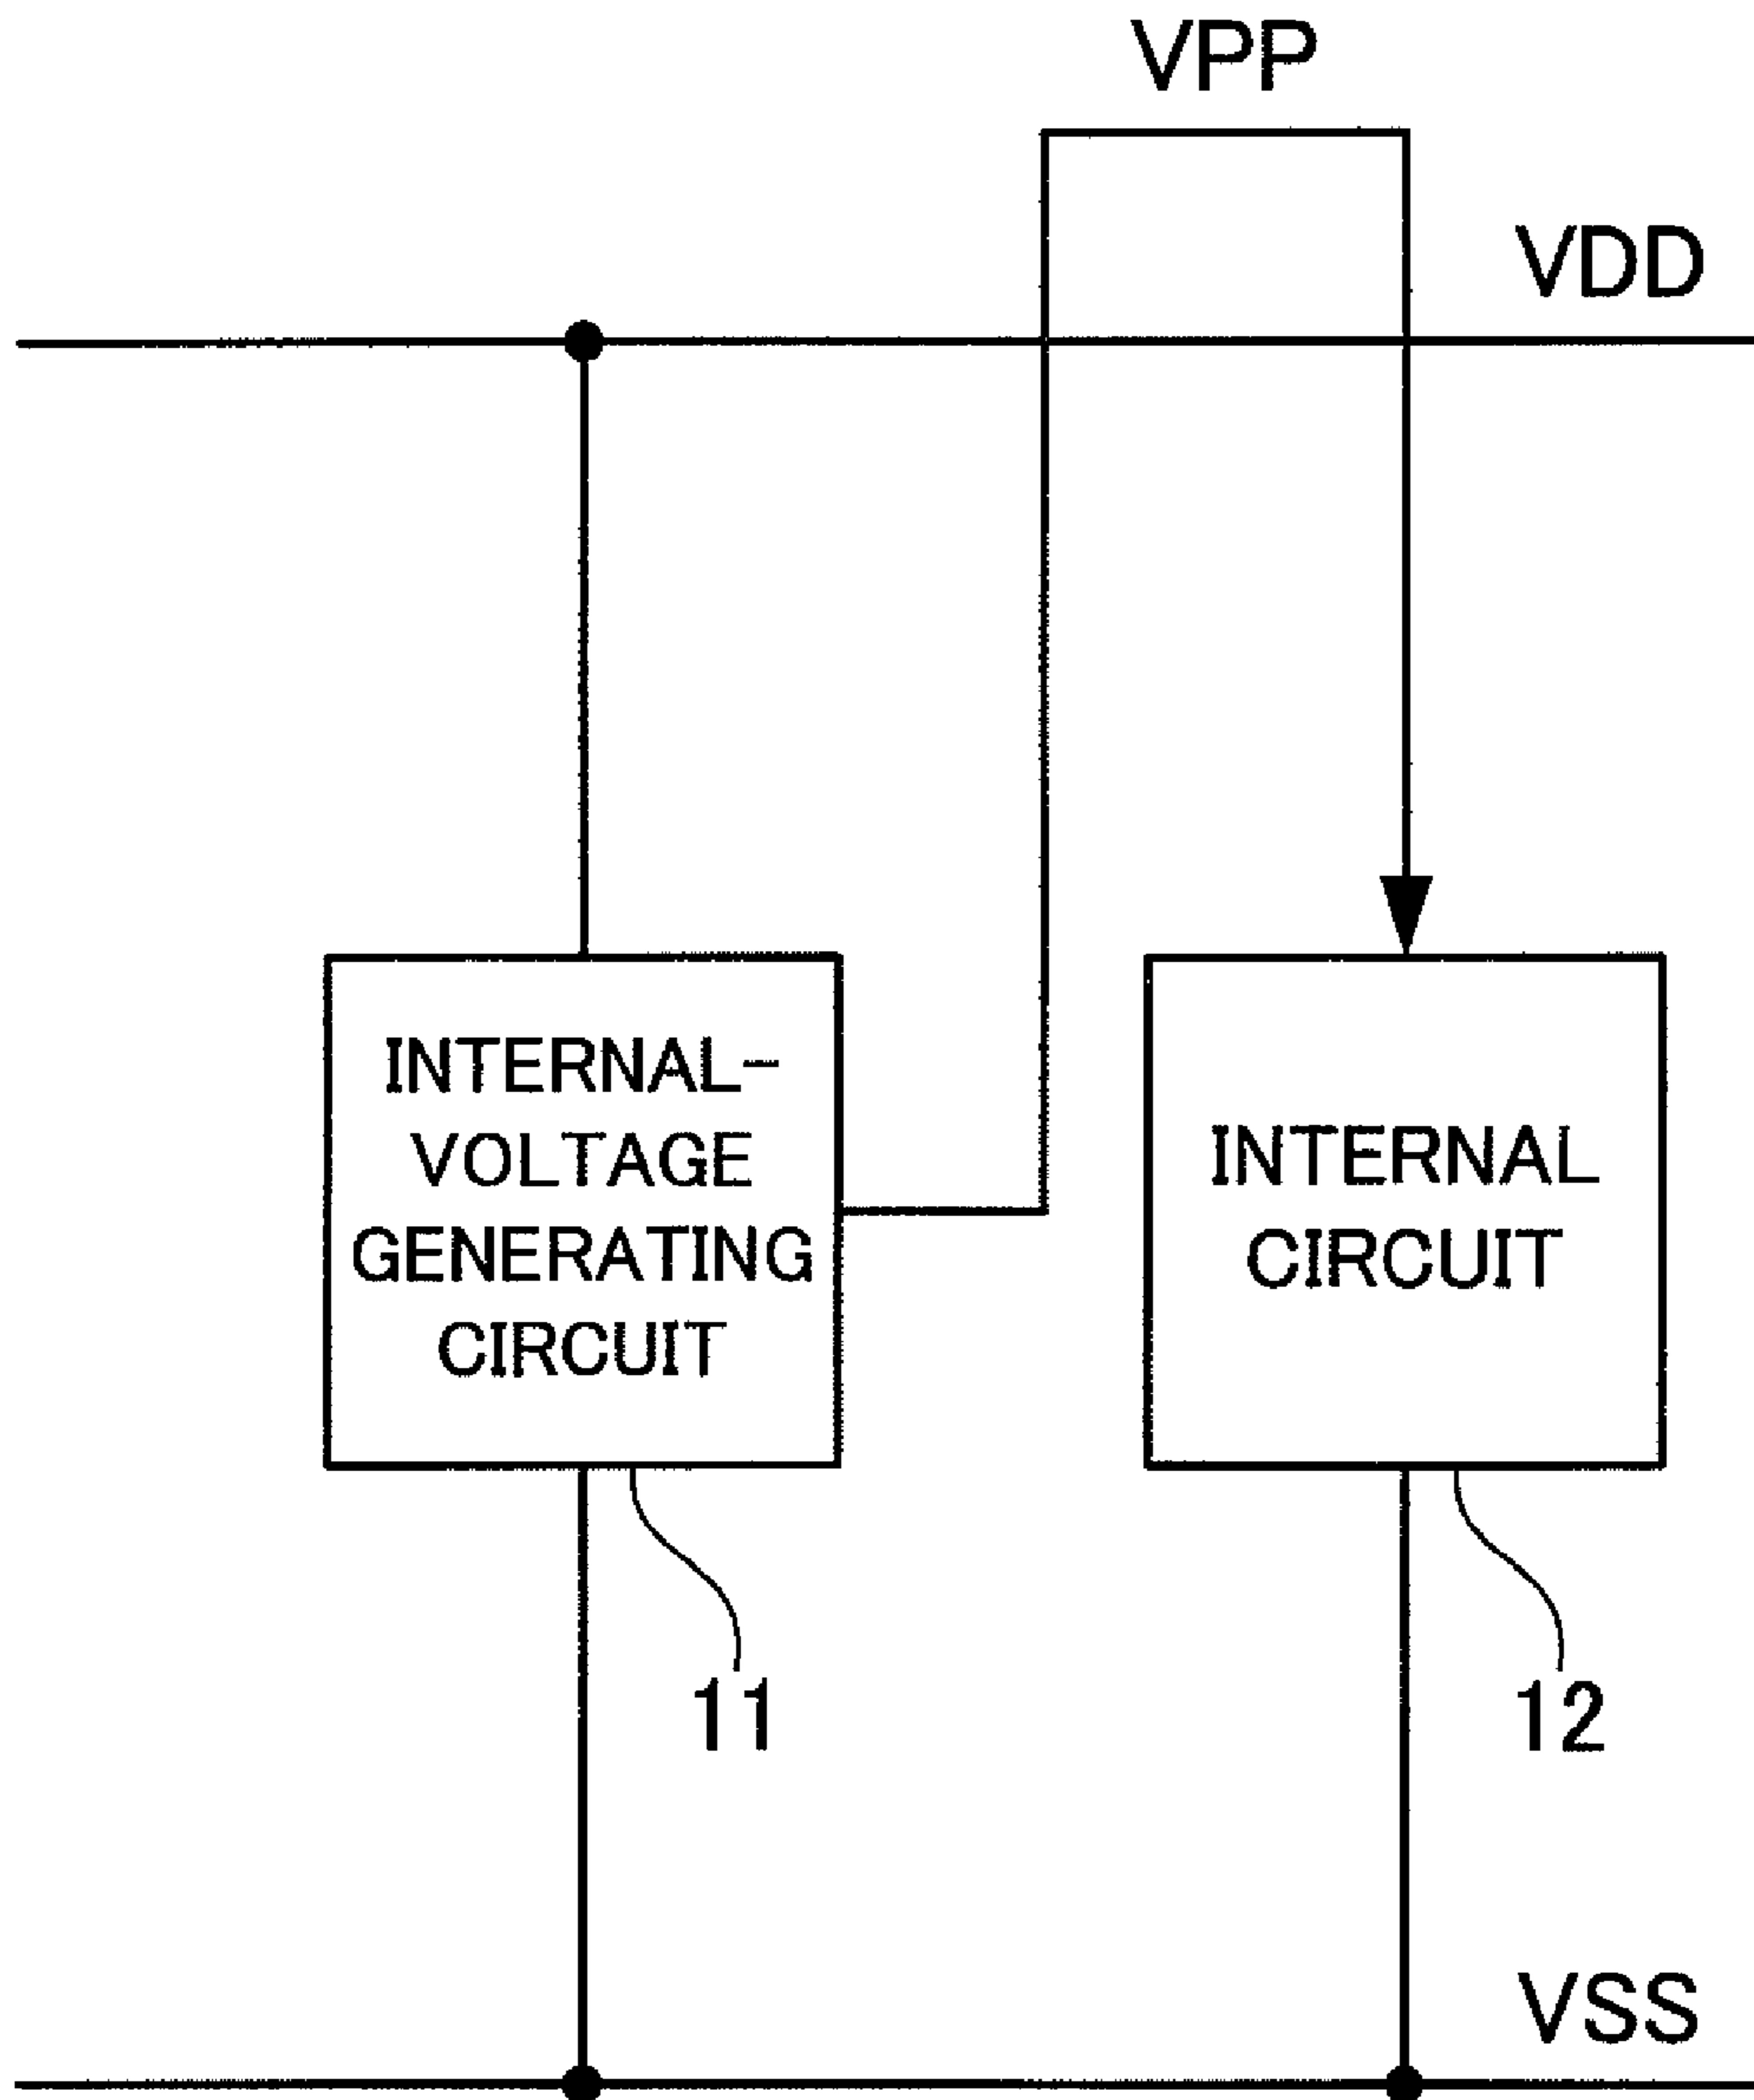 VPP
VDD
INTERNAL-
VOLTAGE
GENERATING
CIRCUIT
INTERNAL
CIRCUIT
11
12
VSS